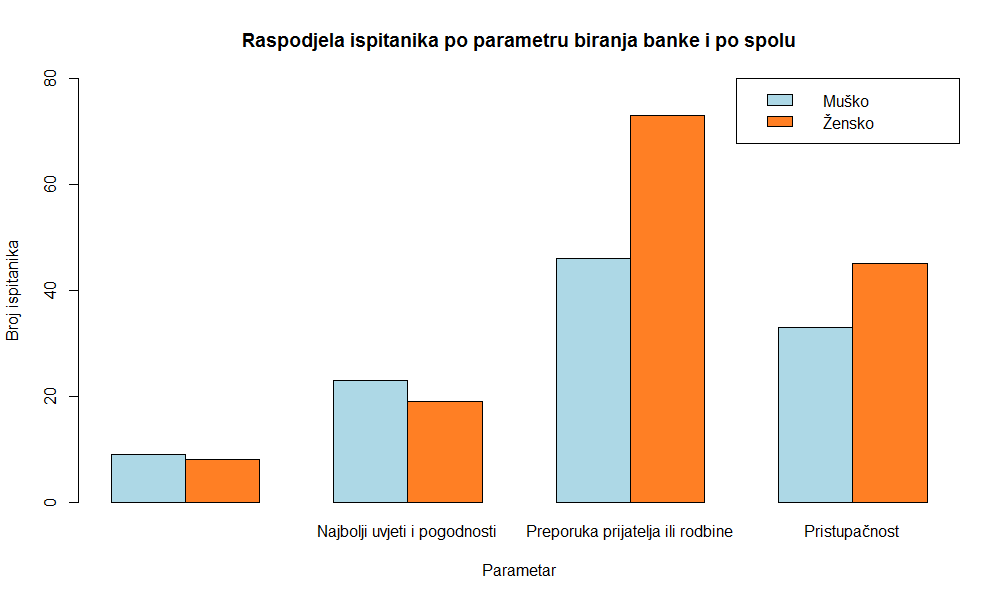 Raspodjela ispitanika po parametru biranja banke i po spolu
Muško
Žensko
Broj ispitanika
80
60
40
20
0
Najbolji uvjeti i pogodnosti Preporuka prijatelja ili rodbine Pristupačnost
Parametar